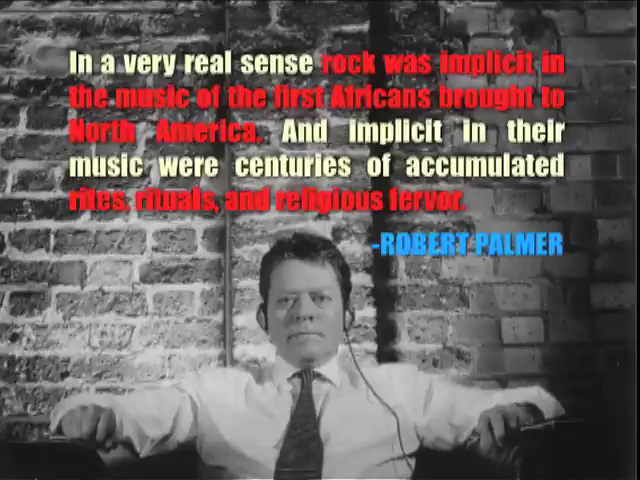 In a very real sense rock was implicit in
the music of the first Africans brought to
North America. And implicit in their
music were centuries of accumulated
rites, rituals, and religious fervor.
-ROBERT PALMER